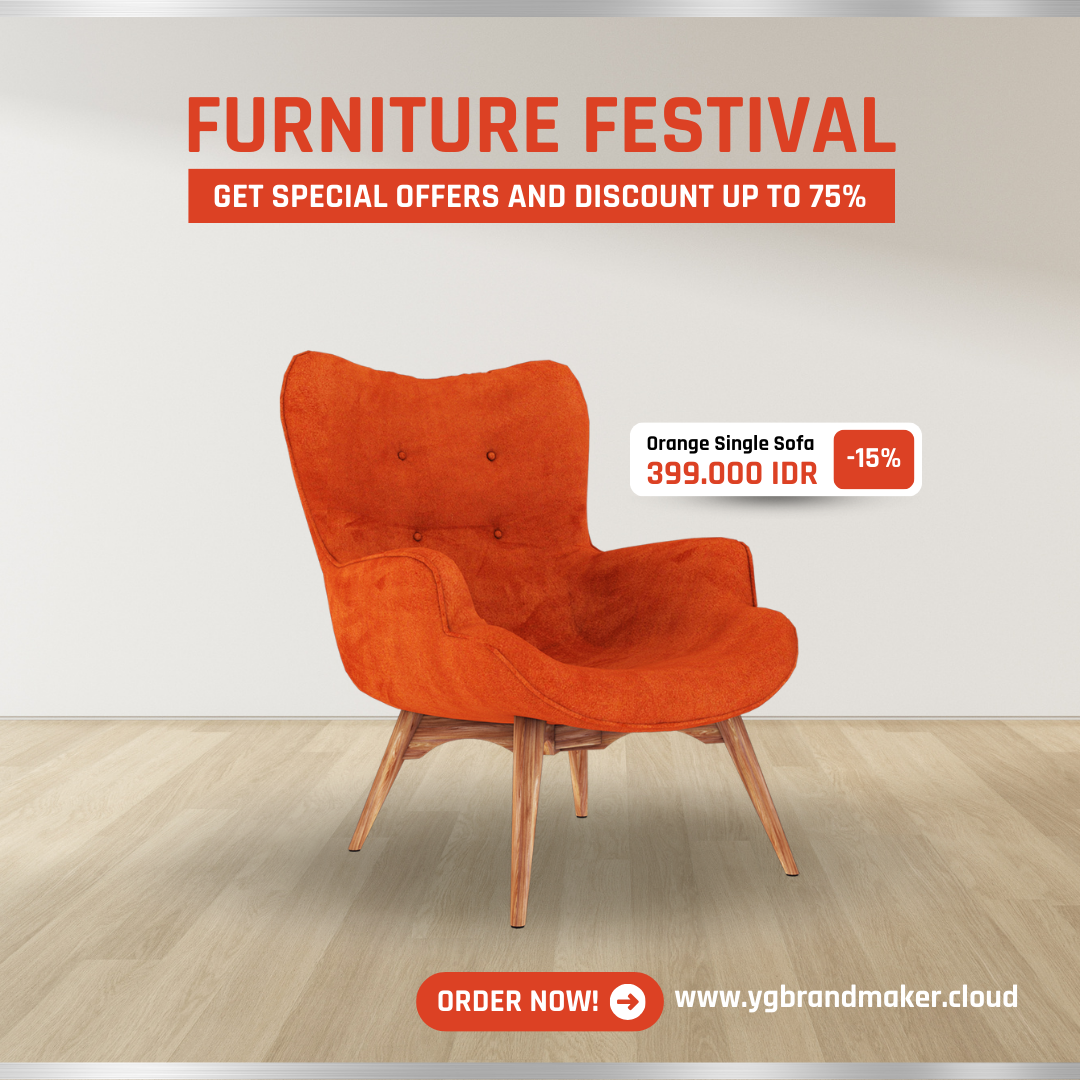 FURNITURE FESTIVAL
GET SPECIAL OFFERS AND DISCOUNT UP TO 75%
Orange Single Sofa
399.000 IDR
-15%
ORDER NOW!
www.ygbrandmaker.cloud